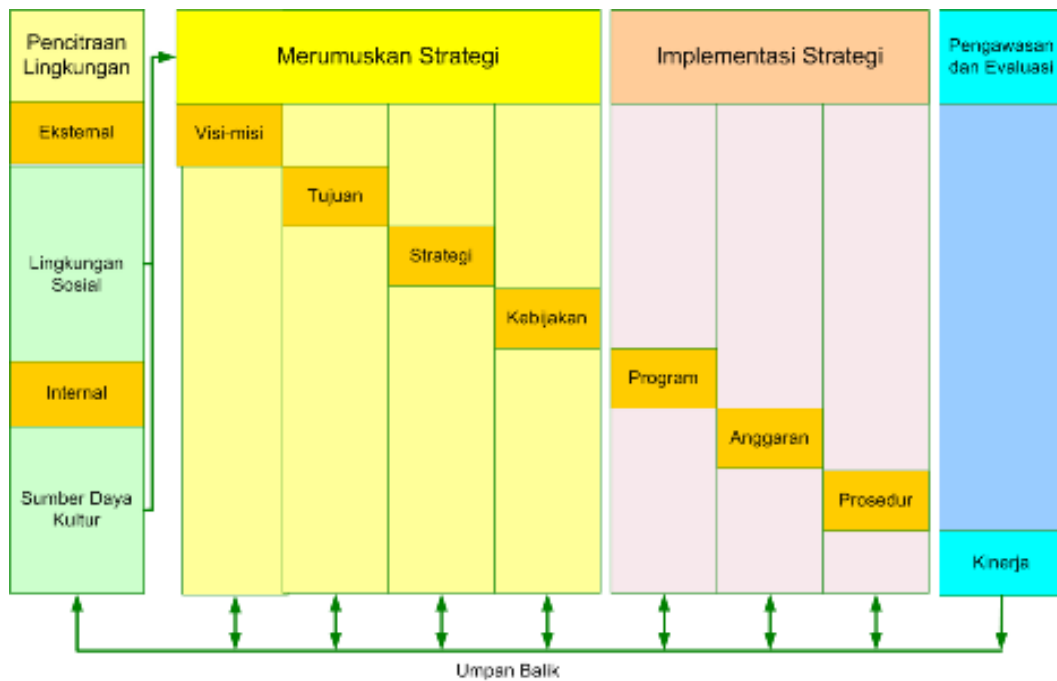 Pencitraan
Lingkungan
Merumuskan Strategi
Implementasi Strategi
Pengawasan
dan Evaluasi
Eksternal
Visi-misi
Tujuan
Lingkungan
Sosial
Strategi
Kebijakan
Internal
Program
Anggaran
Sumber Daya
Kultur
Prosedur
Kinerja
Umpan Balik